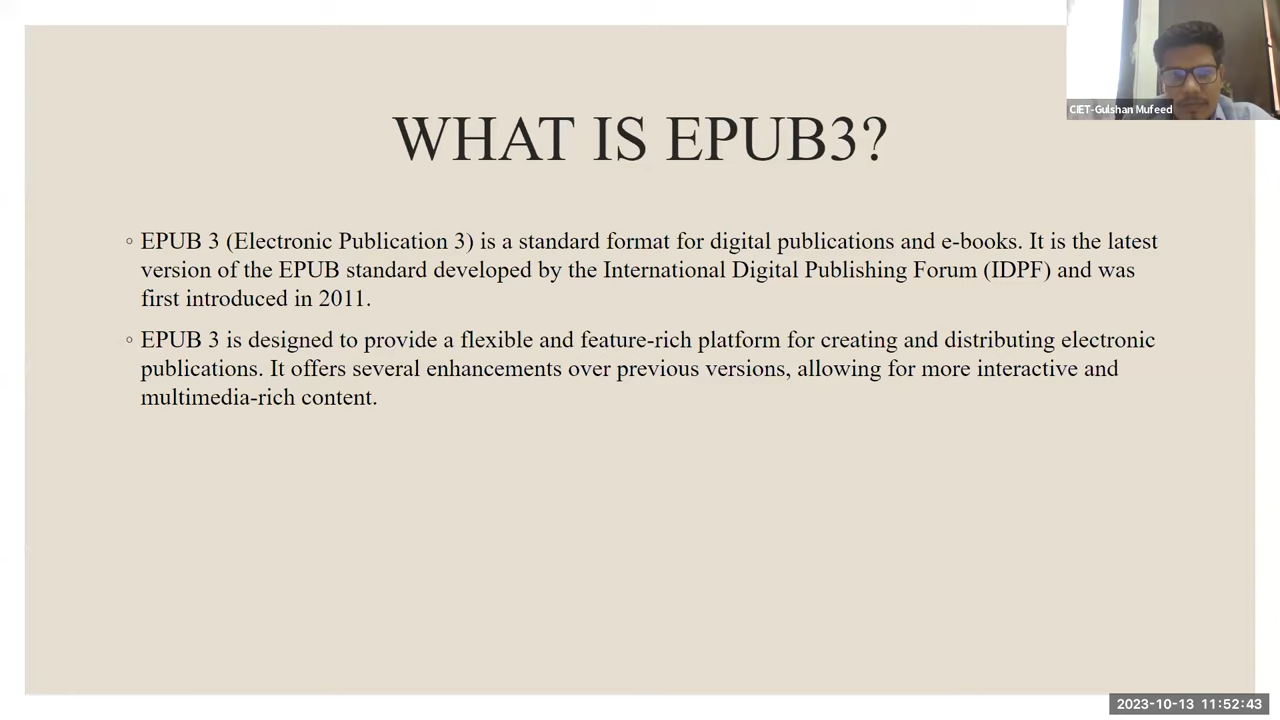 CIET-Gulshan Mufeed
WHAT IS EPUB3?
◦ EPUB 3 (Electronic Publication 3) is a standard format for digital publications and e-books. It is the latest
version of the EPUB standard developed by the International Digital Publishing Forum (IDPF) and was
first introduced in 2011.
◦ EPUB 3 is designed to provide a flexible and feature-rich platform for creating and distributing electronic
publications. It offers several enhancements over previous versions, allowing for more interactive and
multimedia-rich content.
2023-10-13 11:52:43